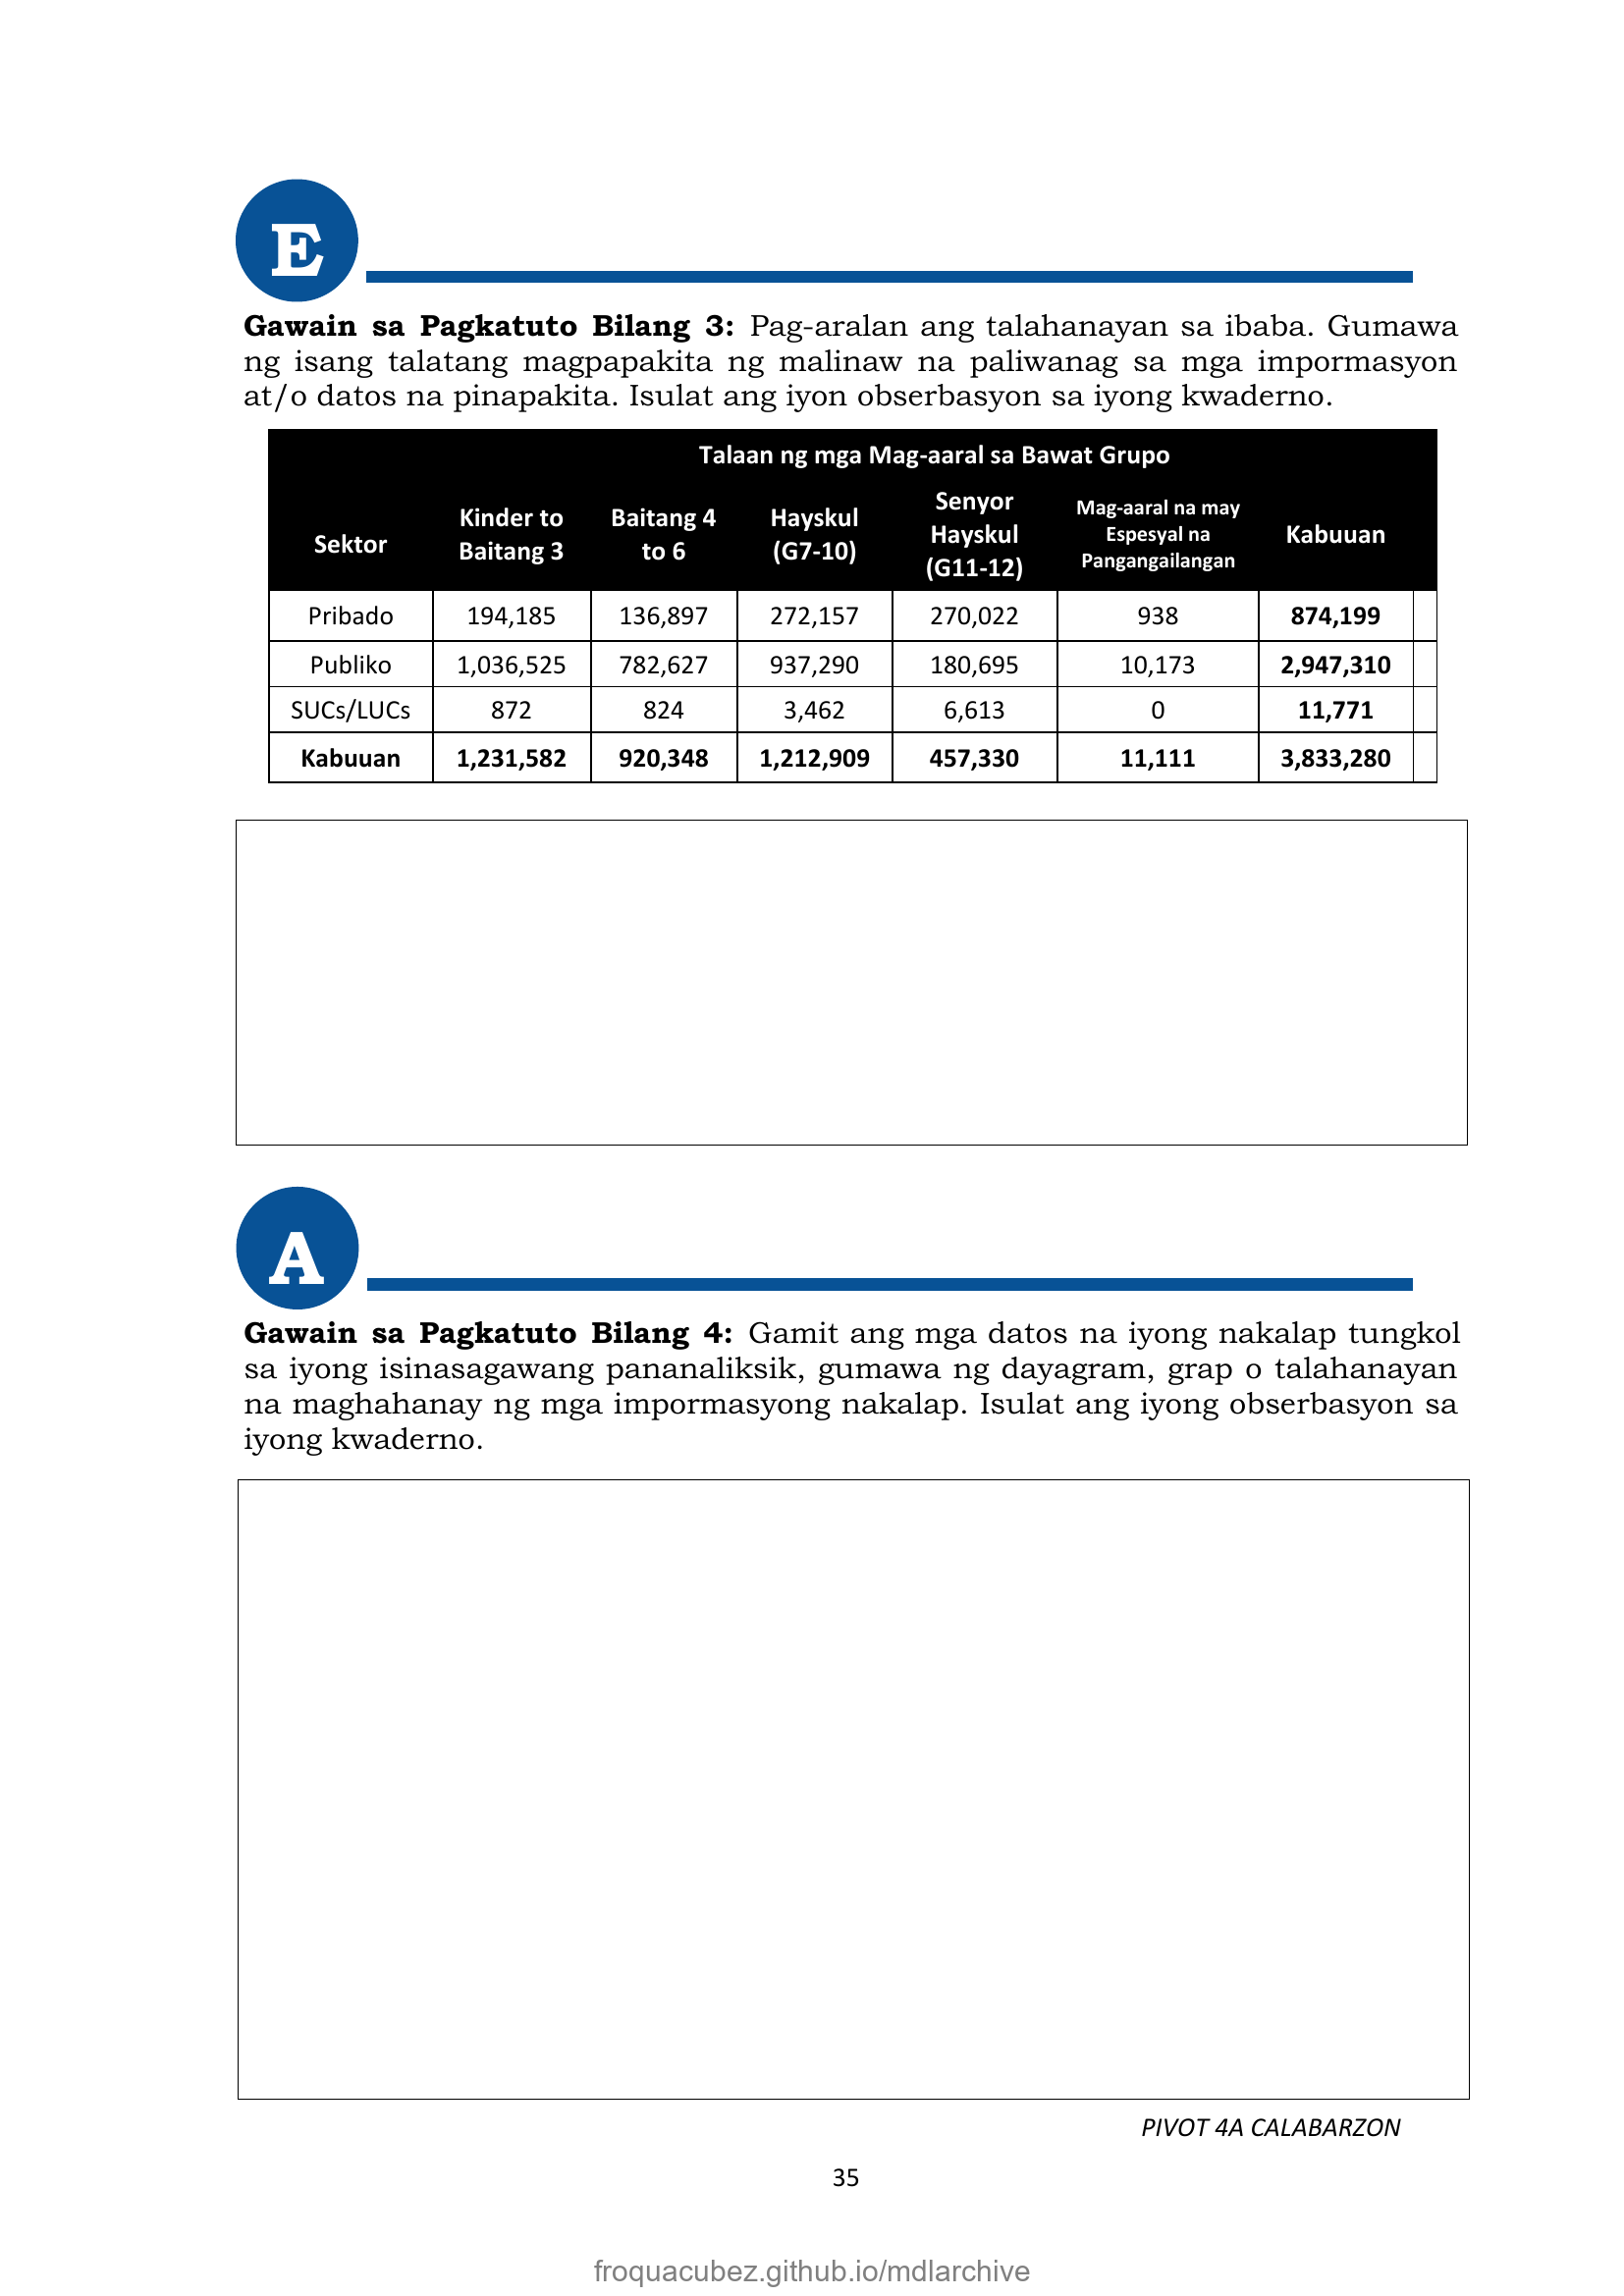 E
Gawain sa Pagkatuto Bilang 3: Pag-aralan ang talahanayan sa ibaba. Gumawa
ng isang talatang magpapakita ng malinaw na paliwanag sa mga impormasyon
at/o datos na pinapakita. Isulat ang iyon obserbasyon sa iyong kwaderno.
Talaan ng mga Mag-aaral sa Bawat Grupo
Sektor
Kinder to
Baitang 3
Baitang 4
to 6
Hayskul
(G7-10)
Senyor
Hayskul
(G11-12)
Mag-aaral na may
Espesyal na
Pangangailangan
Kabuuan
Pribado 194,185 136,897 272,157 270,022 938 874,199
Publiko 1,036,525 782,627 937,290 180,695 10,173 2,947,310
SUCs/LUCs 872 824 3,462 6,613 0 11,771
Kabuuan 1,231,582 920,348 1,212,909 457,330 11,111 3,833,280
A
Gawain sa Pagkatuto Bilang 4: Gamit ang mga datos na iyong nakalap tungkol
sa iyong isinasagawang pananaliksik, gumawa ng dayagram, grap o talahanayan
na maghahanay ng mga impormasyong nakalap. Isulat ang iyong obserbasyon sa
iyong kwaderno.
PIVOT 4A CALABARZON
35
froquacubez.github.io/mdlarchive